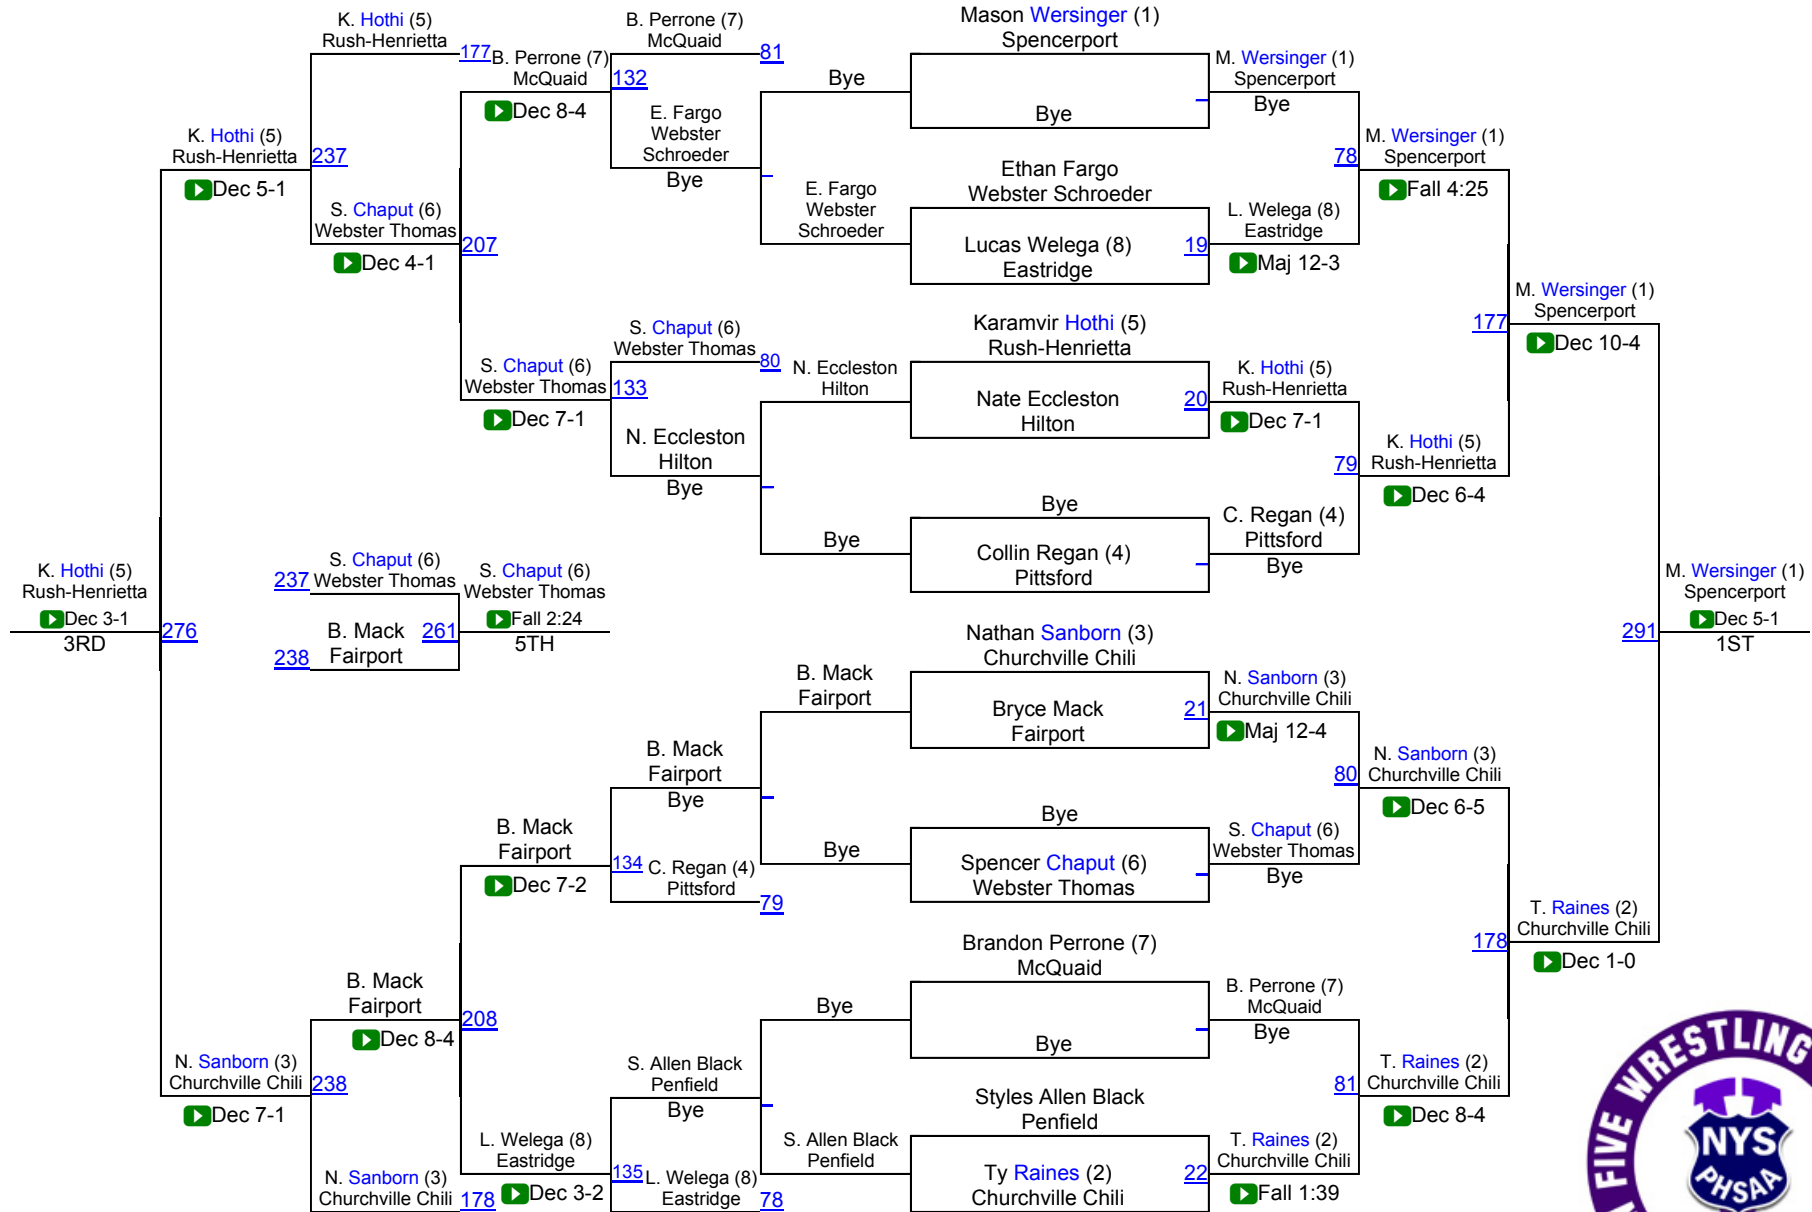 K. Hothi (5)
Rush-Henrietta
177
B. Perrone (7)
McQuaid
132
Dec 8-4
B. Perrone (7)
McQuaid
81
E. Fargo
Webster
Schroeder
Bye
K. Hothi (5)
Rush-Henrietta
237
Dec 5-1
S. Chaput (6)
Webster Thomas
207
Dec 4-1
S. Chaput (6)
Webster Thomas
133
Dec 7-1
S. Chaput (6)
Webster Thomas
80
N. Eccleston
Hilton
Bye
Bye
E. Fargo
Webster
Schroeder
N. Eccleston
Hilton
Bye
Mason Wersinger (1)
Spencerport
Bye
Ethan Fargo
Webster Schroeder
Lucas Welega (8)
Eastridge
19
Karamvir Hothi (5)
Rush-Henrietta
Nate Eccleston
Hilton
20
Bye
Collin Regan (4)
Pittsford
M. Wersinger (1)
Spencerport
Bye
L. Welega (8)
Eastridge
Maj 12-3
K. Hothi (5)
Rush-Henrietta
Dec 7-1
C. Regan (4)
Pittsford
Bye
78
M. Wersinger (1)
Spencerport
Fall 4:25
79
K. Hothi (5)
Rush-Henrietta
Dec 6-4
177
M. Wersinger (1)
Spencerport
Dec 10-4
K. Hothi (5)
Rush-Henrietta
Dec 3-1
3RD
276
237
S. Chaput (6)
Webster Thomas
238
B. Mack
Fairport
261
S. Chaput (6)
Webster Thomas
Fall 2:24
5TH
291
M. Wersinger (1)
Spencerport
Dec 5-1
1ST
B. Mack
Fairport
Bye
B. Mack
Fairport
Bye
B. Mack
Fairport
Dec 7-2
134
C. Regan (4)
Pittsford
79
B. Mack
Fairport
Dec 8-4
208
N. Sanborn (3)
Churchville Chili
Dec 7-1
238
N. Sanborn (3)
Churchville Chili
178
L. Welega (8)
Eastridge
Dec 3-2
135
S. Allen Black
Penfield
Bye
L. Welega (8)
Eastridge
78
Bye
S. Allen Black
Penfield
Nathan Sanborn (3)
Churchville Chili
Bryce Mack
Fairport
21
Bye
Spencer Chaput (6)
Webster Thomas
Brandon Perrone (7)
McQuaid
Bye
Styles Allen Black
Penfield
Ty Raines (2)
Churchville Chili
22
N. Sanborn (3)
Churchville Chili
Maj 12-4
S. Chaput (6)
Webster Thomas
Bye
B. Perrone (7)
McQuaid
Bye
T. Raines (2)
Churchville Chili
Fall 1:39
80
N. Sanborn (3)
Churchville Chili
Dec 6-5
81
T. Raines (2)
Churchville Chili
Dec 8-4
178
T. Raines (2)
Churchville Chili
Dec 1-0
FIVE WRESTLING
NYS
PHSAA